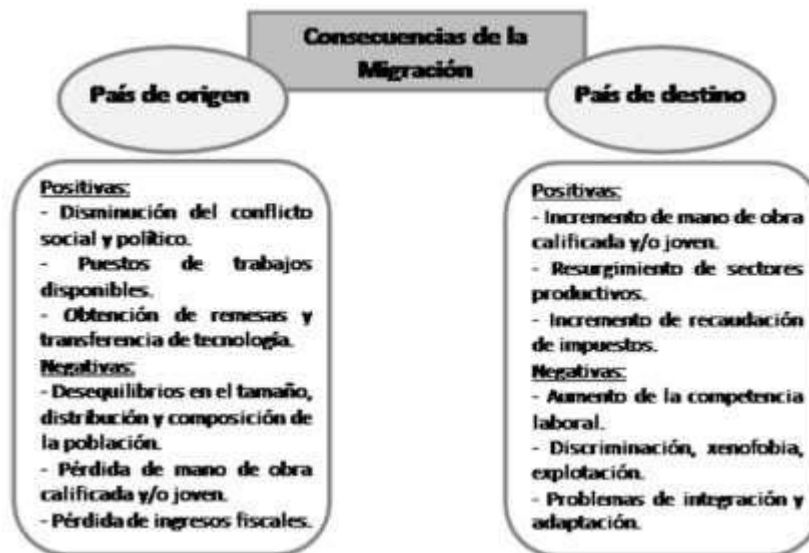 Consecuencias de la
Migración
País de origen
Positivas:
- Disminución del conflicto
social y político.
- Puestos de trabajos
disponibles.
- Obtención de remesas y
transferencia de tecnología.
Negativas:
- Desequilibrios en el tamaño,
distribución y composición de
la población.
- Pérdida de mano de obra
calificada y/o joven.
- Pérdida de ingresos fiscales.
País de destino
Positivas:
- Incremento de mano de obra
calificada y/o joven.
- Resurgimiento de sectores
productivos.
- Incremento de recaudación
de impuestos.
Negativas:
- Aumento de la competencia
laboral.
- Discriminación, xenofobia,
explotación.
- Problemas de integración y
adaptación.